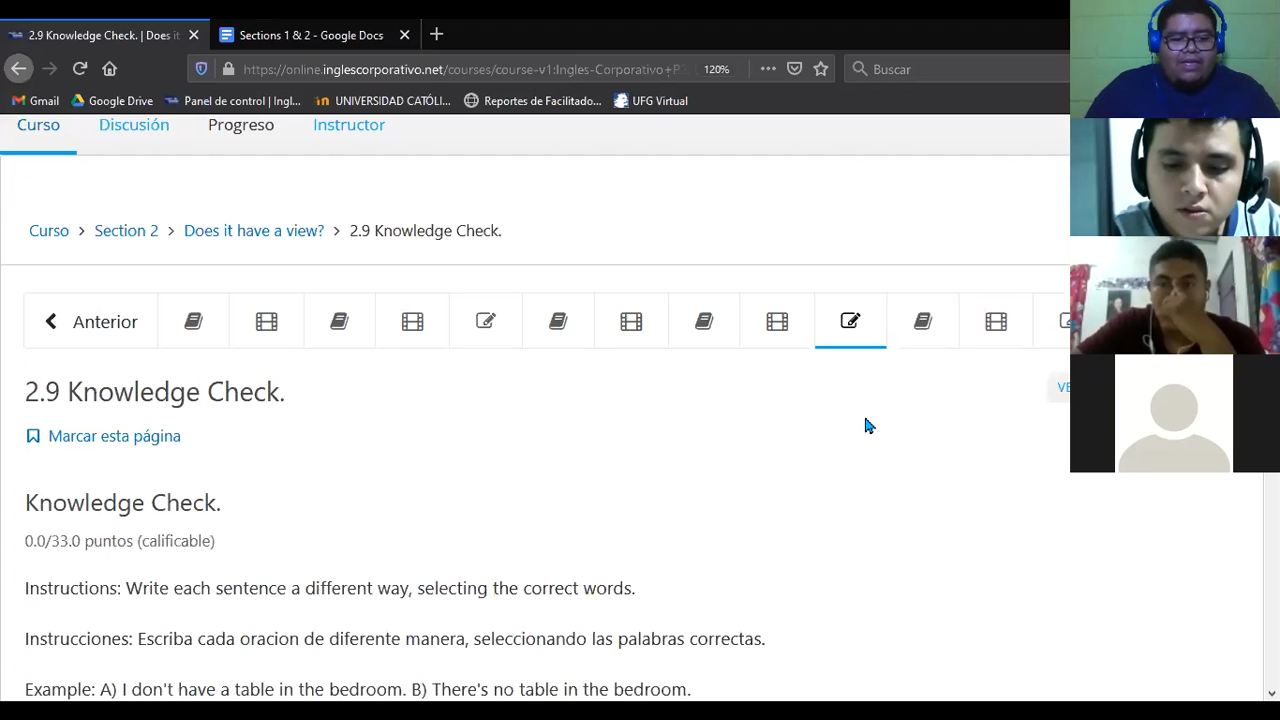 2.9 Knowledge Check. | Does it
Sections 1 & 2 - Google Docs
https://online.inglescorporativo.net/courses/course-v1:Ingles-Corporativo+P
120%
Buscar
Gmail
Google Drive
Panel de control | Ingl...
UNIVERSIDAD CATÓLI...
Reportes de Facilitado...
UFG Virtual
Curso
Discusión
Progreso
Instructor
Curso > Section 2 > Does it have a view? > 2.9 Knowledge Check.
Anterior
2.9 Knowledge Check.
VE
Marcar esta página
Knowledge Check.
0.0/33.0 puntos (calificable)
Instructions: Write each sentence a different way, selecting the correct words.
Instrucciones: Escriba cada oracion de diferente manera, seleccionando las palabras correctas.
Example: A) I don't have a table in the bedroom. B) There's no table in the bedroom.